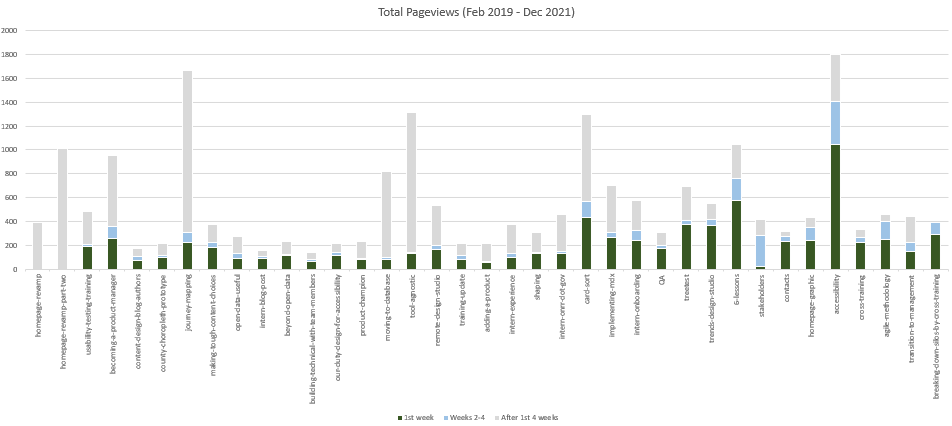 Total Pageviews (Feb 2019 - Dec 2021)
2000
1800
1600
1400
1200
1000
800
600
400
200
0
homepage-revamp
homepage-revamp-part-two
usability-testing-training
becoming-a-product-manager
content-design-blog-authors
county-choropleth-prototype
journey-mapping
making-tough-content-choices
open-data-useful
intern-blog-post
beyond-open-data
building-technical-with-team-members
our-duty-design-for-accessibility
product-champion
moving-to-database
tool-agnostic
remote-design-studio
training-update
adding-a-product
intern-experience
shaping
intern-onrr-dot-gov
card-sort
implementing-mdx
intern-onboarding
QA
treetest
trends-design-studio
6-lessons
stakeholders
contacts
homepage-graphic
accessibility
cross-training
agile-methodology
transition-to-management
breaking-down-silos-by-cross-training
1st week
Weeks 2-4
After 1st 4 weeks